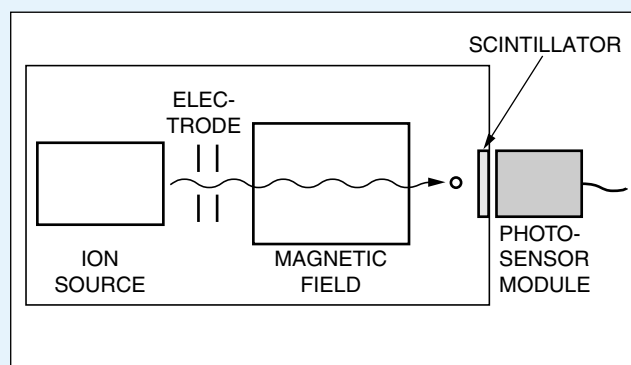 SCINTILLATOR
ELEC-
TRODE
ION
SOURCE
MAGNETIC
FIELD
PHOTO-
SENSOR
MODULE